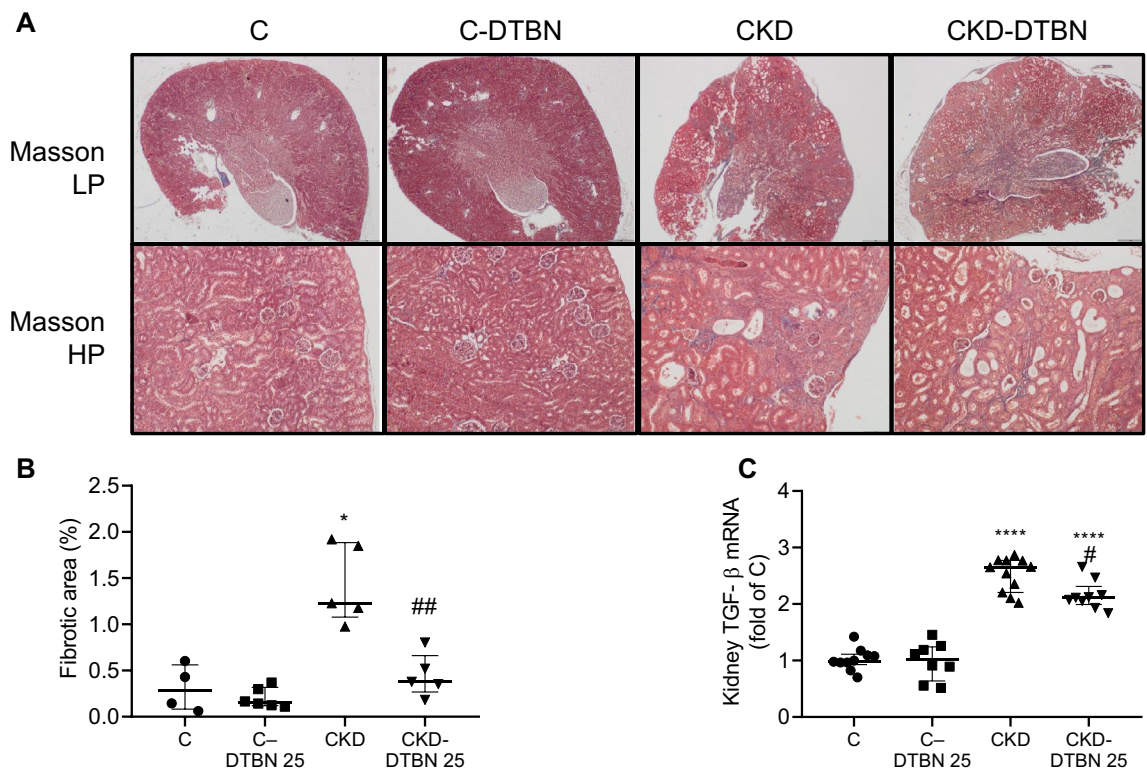 A
C C-DTBN CKD CKD-DTBN
Masson
LP
Masson
HP
B
Fibrotic area (%)
2.5
2.0
1.5
1.0
0.5
0.0
*
##
C
C–
DTBN 25
CKD
CKD-
DTBN 25
C
Kidney TGF- β mRNA
(fold of C)
4
3
2
1
0
****
****
#
C
C–
DTBN 25
CKD
CKD-
DTBN 25